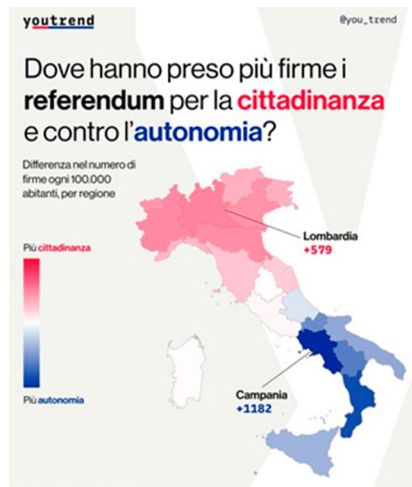 youtrend
@you_trend
Dove hanno preso più firme i
referendum per la cittadinanza
e contro l'autonomia?
Differenza nel numero di
firme ogni 100.000
abitanti, per regione
Più cittadinanza
Lombardia
+579
Campania
+1182
Più autonomia